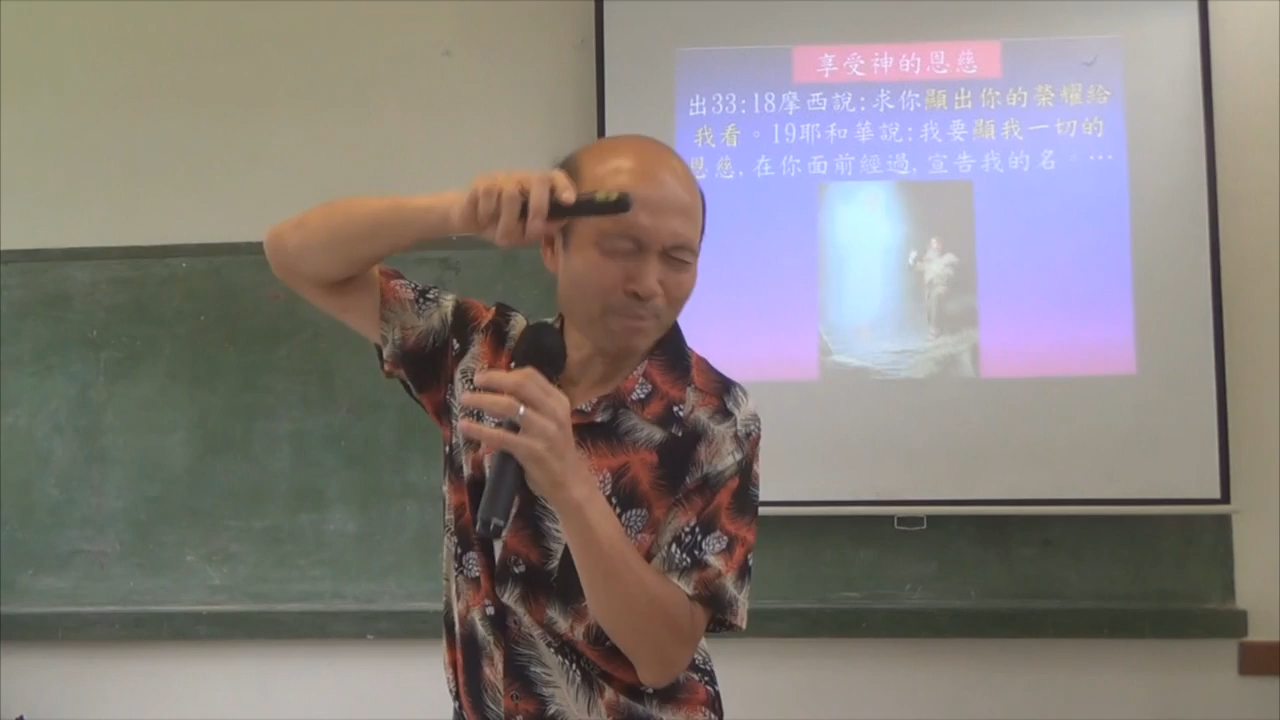 享受神的恩慈
出33:18摩西說:求你顯出你的榮耀給
我看。19耶和華說:我要顯我一切的
恩慈,在你面前經過,宣告我的名。…